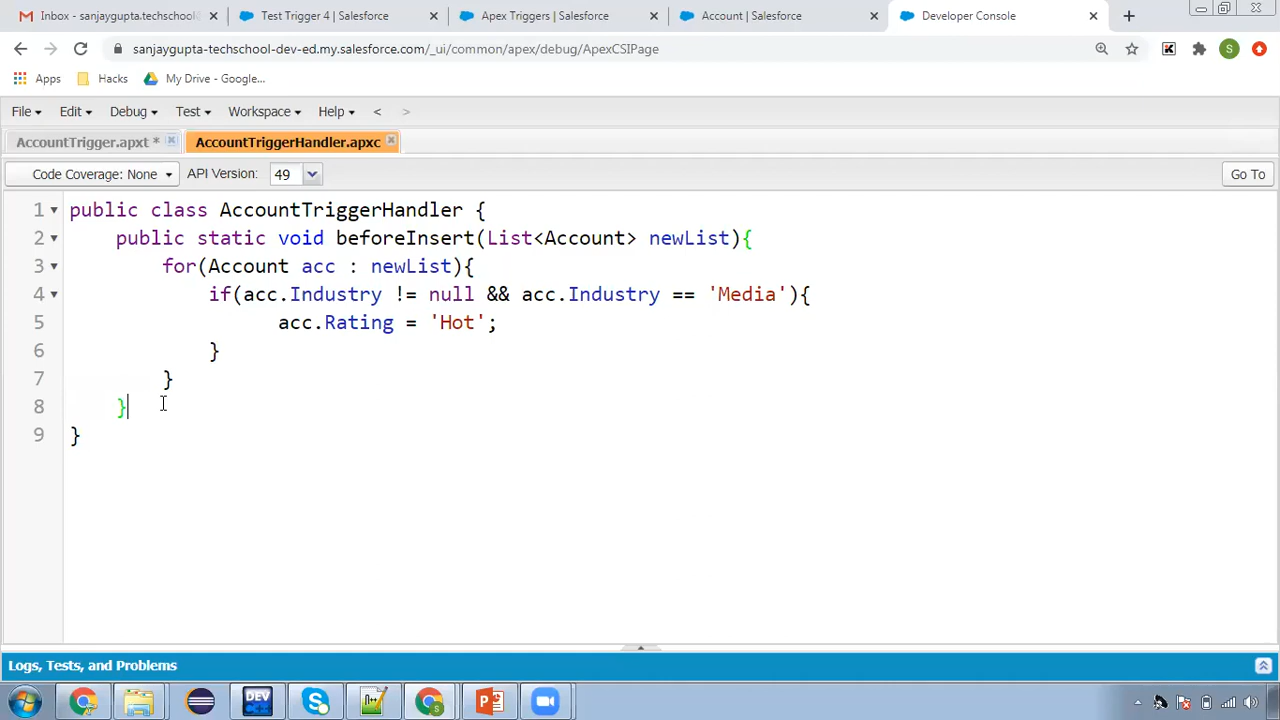 Inbox - sanjaygupta.techschool@
Test Trigger 4 | Salesforce
Apex Triggers | Salesforce
Account | Salesforce
Developer Console
sanjaygupta-techschool-dev-ed.my.salesforce.com/_ui/common/apex/debug/ApexCSIPage
K
S
Apps
Hacks
My Drive - Google...
File
Edit
Debug
Test
Workspace
Help
<
>
AccountTrigger.apxt *
AccountTriggerHandler.apxc
Code Coverage: None
API Version:
49
Go To
1 public class AccountTriggerHandler {
2 public static void beforeInsert(List<Account> newList){
3 for(Account acc : newList){
4 if(acc.Industry != null && acc.Industry == 'Media'){
5 acc.Rating = 'Hot';
6 }
7 }
8 }
9 }
Logs, Tests, and Problems
DEV
C++